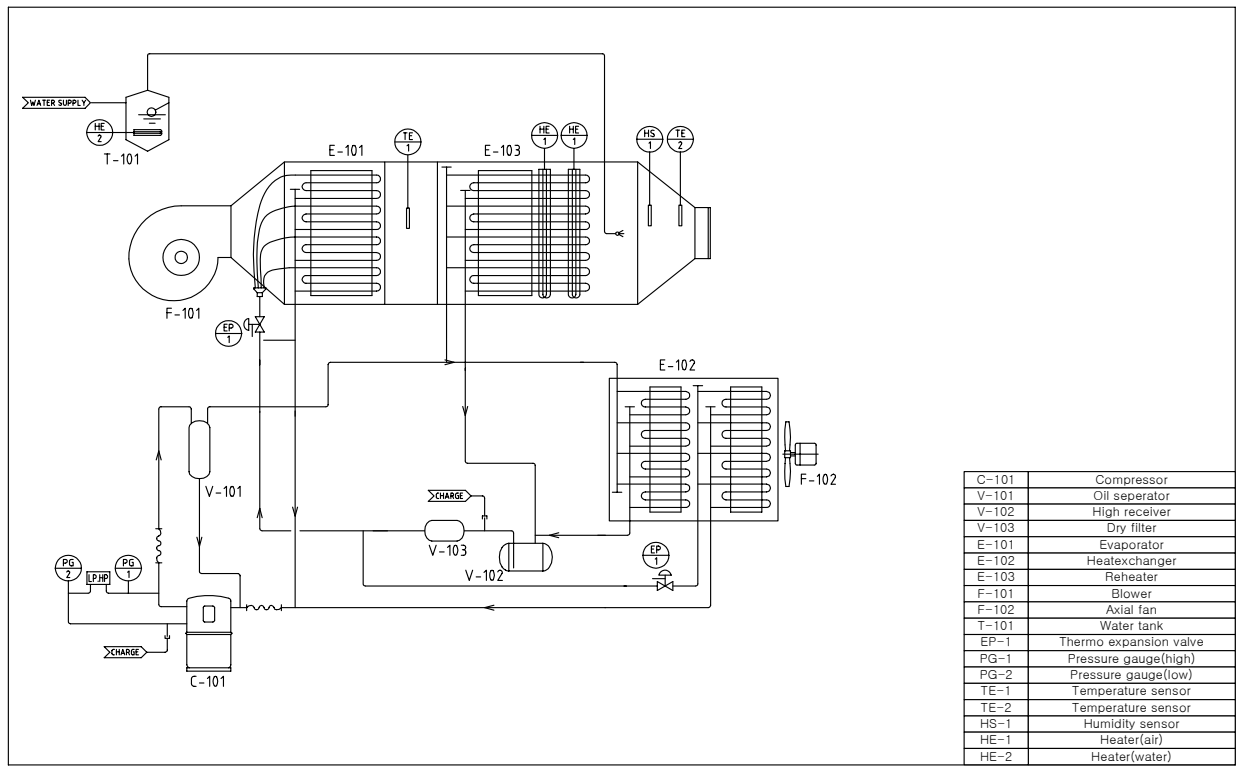 WATER SUPPLY
HE
2
T-101
E-101
TE
1
E-103
HE
1
HE
1
HS
1
TE
2
F-101
EP
1
E-102
F-102
V-101
CHARGE
V-103
V-102
EP
1
PG
2
LP.HP
PG
1
CHARGE
C-101
C-101 Compressor
V-101 Oil seperator
V-102 High receiver
V-103 Dry filter
E-101 Evaporator
E-102 Heatexchanger
E-103 Reheater
F-101 Blower
F-102 Axial fan
T-101 Water tank
EP-1 Thermo expansion valve
PG-1 Pressure gauge(high)
PG-2 Pressure gauge(low)
TE-1 Temperature sensor
TE-2 Temperature sensor
HS-1 Humidity sensor
HE-1 Heater(air)
HE-2 Heater(water)